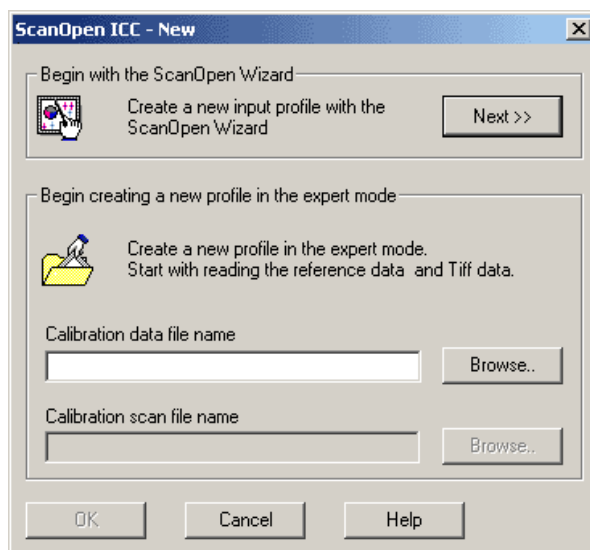 ScanOpen ICC - New
Begin with the ScanOpen Wizard
Create a new input profile with the
ScanOpen Wizard
Next >>
Begin creating a new profile in the expert mode
Create a new profile in the expert mode.
Start with reading the reference data and Tiff data.
Calibration data file name
Browse..
Calibration scan file name
Browse..
OK
Cancel
Help